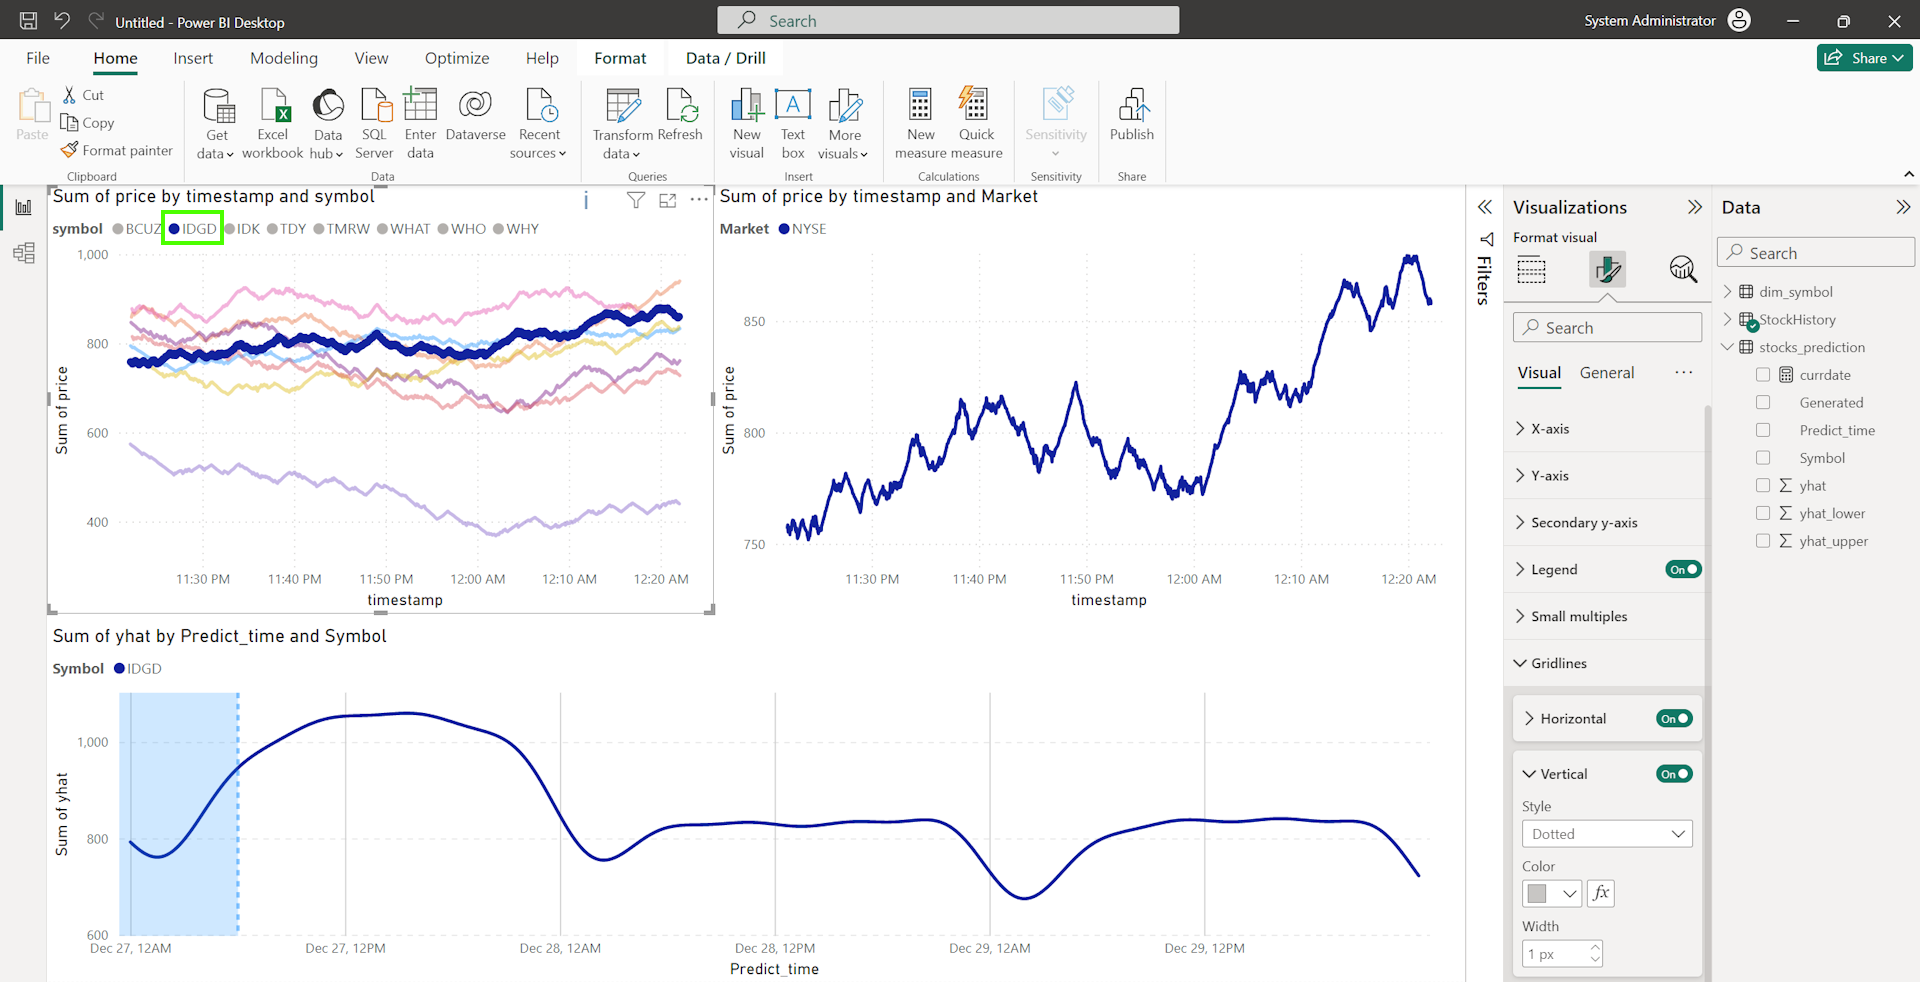 Untitled - Power BI Desktop
Search
System Administrator
File
Home
Insert
Modeling
View
Optimize
Help
Format
Data / Drill
Share
Paste
Cut
Copy
Format painter
Clipboard
Get data
Excel workbook
Data hub
SQL Server
Enter data
Dataverse
Recent sources
Data
Transform data
Refresh
Queries
New visual
Text box
More visuals
Insert
New measure
Quick measure
Calculations
Sensitivity
Sensitivity
Publish
Share
Sum of price by timestamp and symbol
symbol BCUZ IDGD IDK TDY TMRW WHAT WHO WHY
1,000
800
600
400
Sum of price
11:30 PM 11:40 PM 11:50 PM 12:00 AM 12:10 AM 12:20 AM
timestamp
Sum of price by timestamp and Market
Market NYSE
850
800
750
Sum of price
11:30 PM 11:40 PM 11:50 PM 12:00 AM 12:10 AM 12:20 AM
timestamp
Sum of yhat by Predict_time and Symbol
Symbol IDGD
1,000
800
600
Sum of yhat
Dec 27, 12AM Dec 27, 12PM Dec 28, 12AM Dec 28, 12PM Dec 29, 12AM Dec 29, 12PM
Predict_time
Filters
Visualizations
Format visual
Search
Visual General
X-axis
Y-axis
Secondary y-axis
Legend On
Small multiples
Gridlines
Horizontal On
Vertical On
Style
Dotted
Color
fx
Width
1 px
Data
Search
dim_symbol
StockHistory
stocks_prediction
currdate
Generated
Predict_time
Symbol
Σ yhat
Σ yhat_lower
Σ yhat_upper